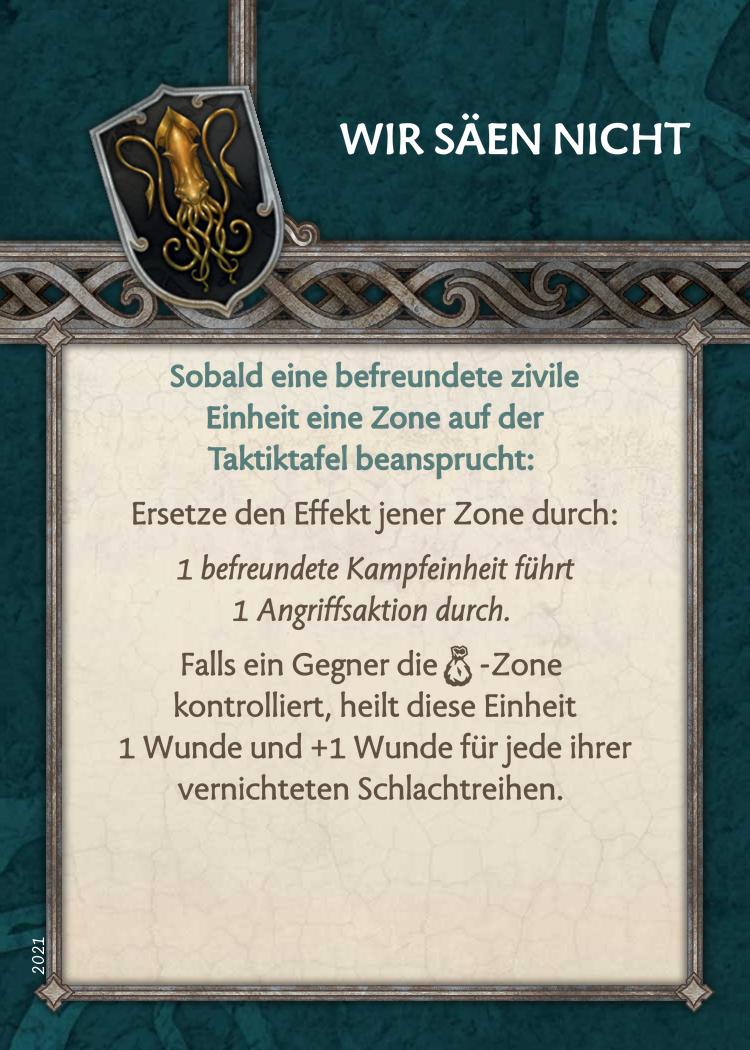 WIR SÄEN NICHT
Sobald eine befreundete zivile
Einheit eine Zone auf der
Taktiktafel beansprucht:
Ersetze den Effekt jener Zone durch:
1 befreundete Kampfeinheit führt
1 Angriffsaktion durch.
Falls ein Gegner die -Zone
kontrolliert, heilt diese Einheit
1 Wunde und +1 Wunde für jede ihrer
vernichteten Schlachtreihen.
2021